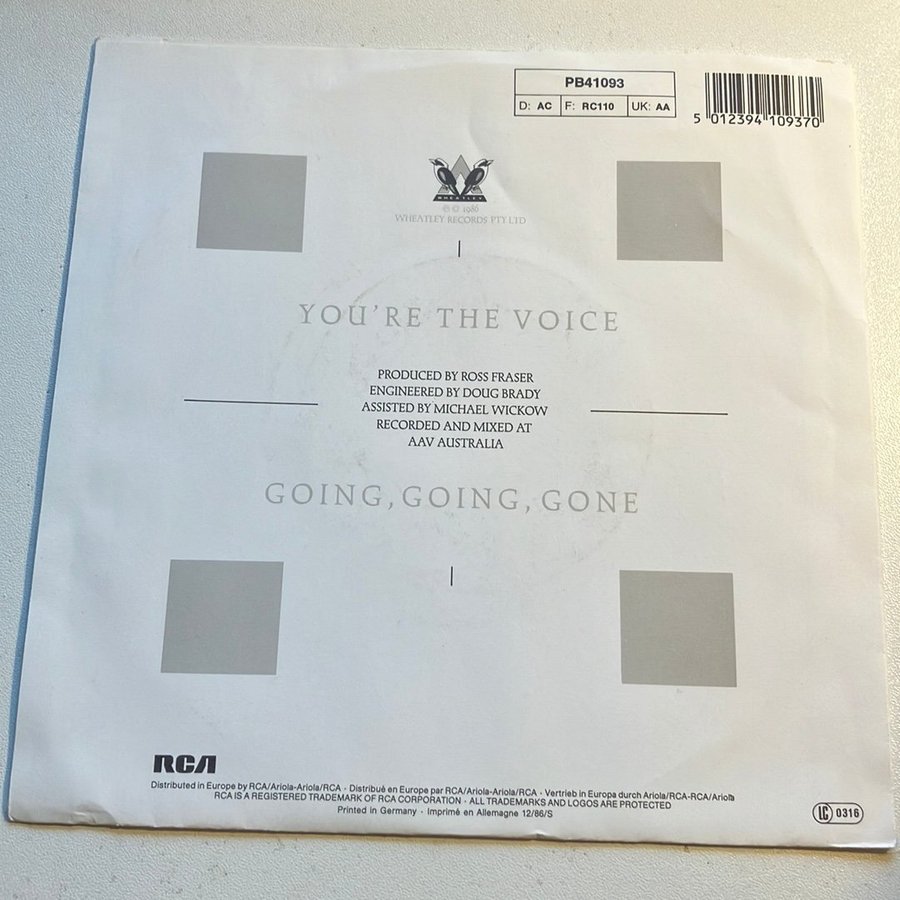 PB41093
D: AC F: RC110 UK: AA
5 012394 109370
WHEATLEY
℗ © 1986
WHEATLEY RECORDS PTY LTD
YOU'RE THE VOICE
PRODUCED BY ROSS FRASER
ENGINEERED BY DOUG BRADY
ASSISTED BY MICHAEL WICKOW
RECORDED AND MIXED AT
AAV AUSTRALIA
GOING, GOING, GONE
RCA
Distributed in Europe by RCA/Ariola-Ariola/RCA · Distribué en Europe par RCA/Ariola-Ariola/RCA · Vertrieb in Europa durch Ariola/RCA-RCA/Ariola
RCA IS A REGISTERED TRADEMARK OF RCA CORPORATION · ALL TRADEMARKS AND LOGOS ARE PROTECTED
Printed in Germany · Imprimé en Allemagne 12/86/S
LC 0316